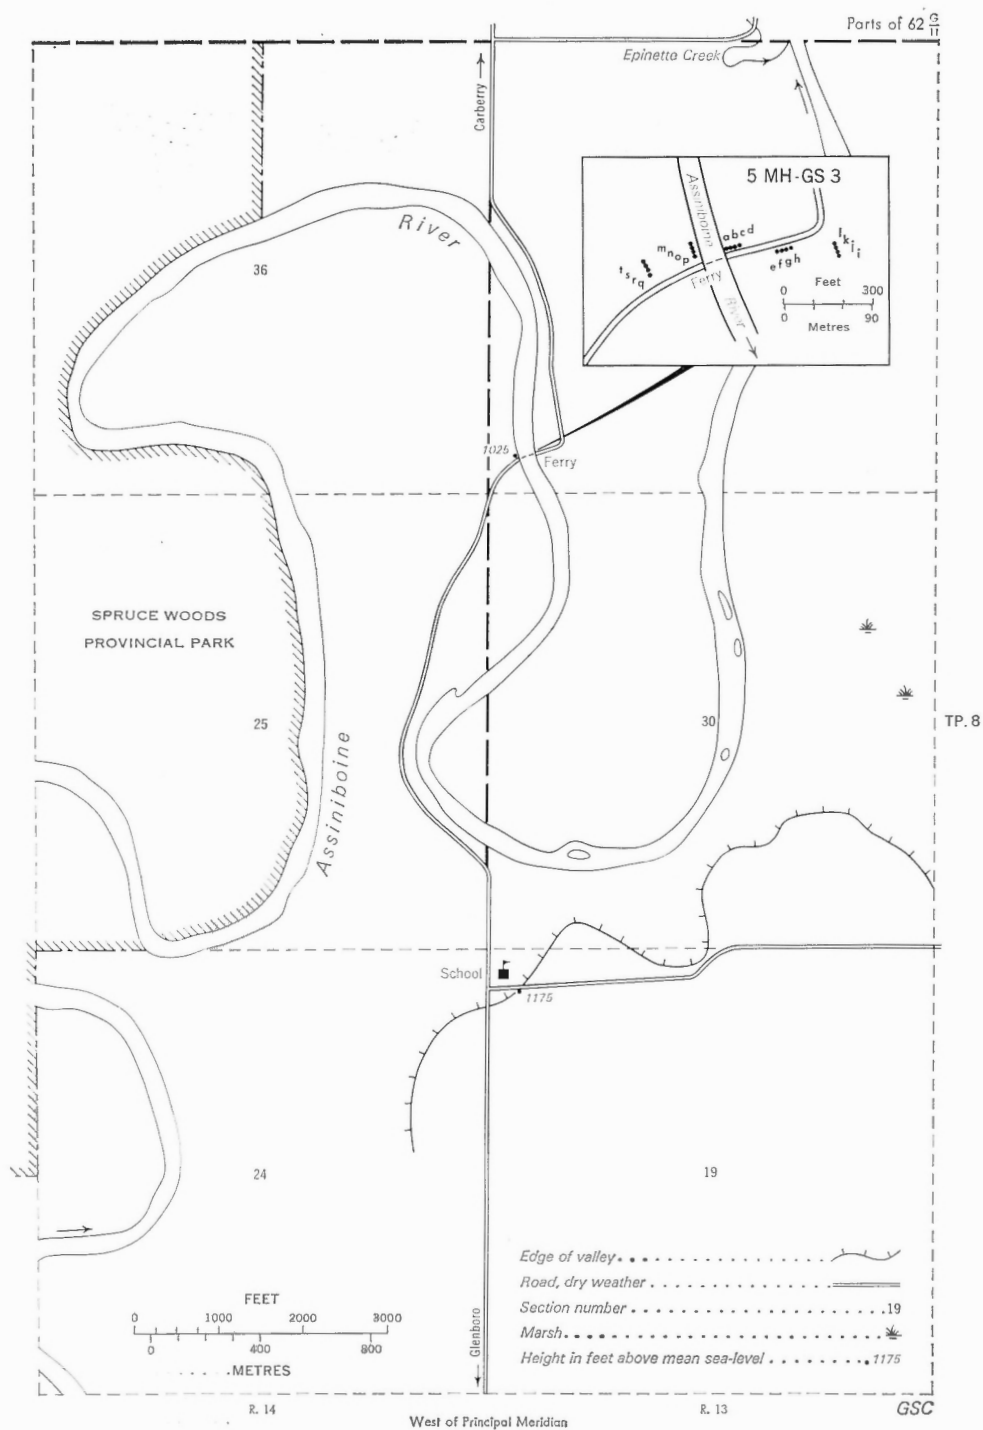 Parts of 62 G/11
Epinette Creek
Carberry
5 MH-GS 3
Assiniboine
River
Ferry
a b c d
m n o p
t s r q
e f g h
l k j i
Feet
0 300
0 90
Metres
River
36
1025
Ferry
SPRUCE WOODS
PROVINCIAL PARK
25
30
TP. 8
Assiniboine
School
1175
24
19
Edge of valley
Road, dry weather
Section number 19
Marsh
Height in feet above mean sea-level 1175
FEET
0 1000 2000 3000
0 400 800
METRES
Glenboro
R. 14
R. 13
GSC
West of Principal Meridian